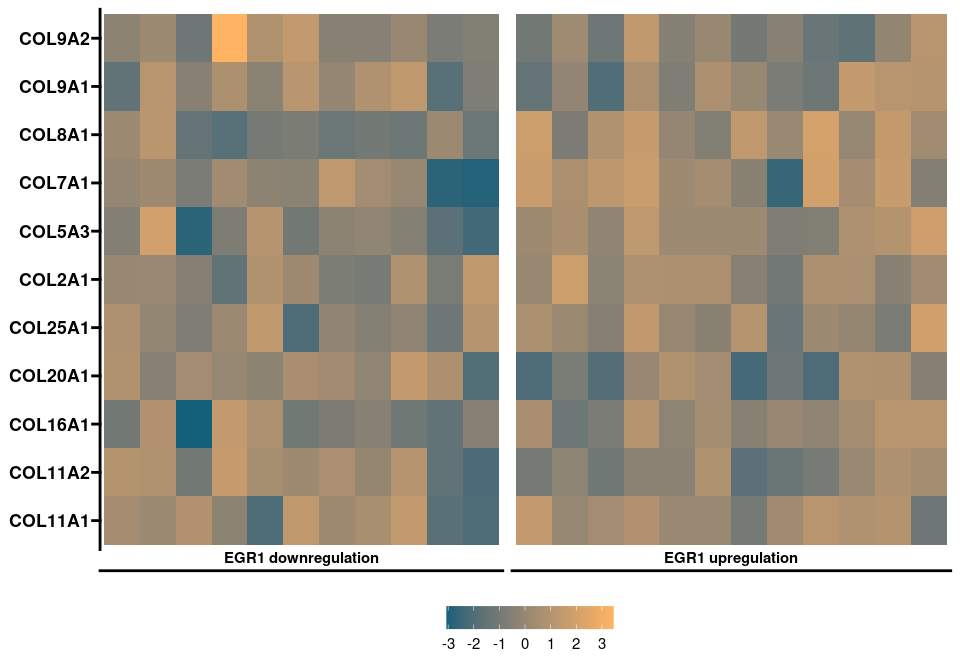 COL9A2
COL9A1
COL8A1
COL7A1
COL5A3
COL2A1
COL25A1
COL20A1
COL16A1
COL11A2
COL11A1
EGR1 downregulation EGR1 upregulation
-3 -2 -1 0 1 2 3